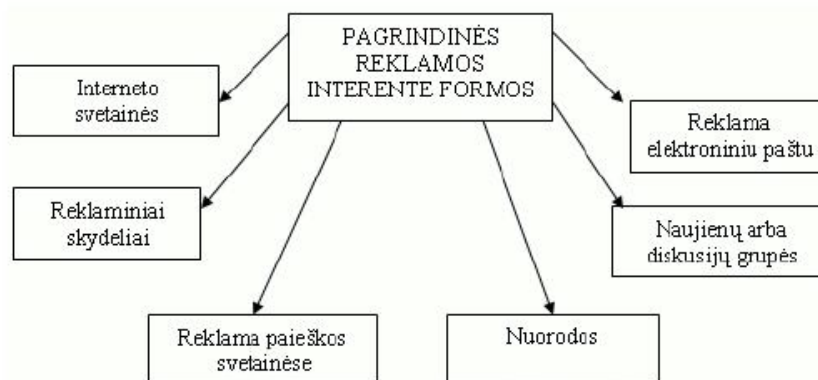 PAGRINDINĖS
REKLAMOS
INTERENTE FORMOS
Interneto
svetainės
Reklama
elektroniniu paštu
Reklaminiai
skydeliai
Naujienų arba
diskusijų grupės
Reklama paieškos
svetainėse
Nuorodos